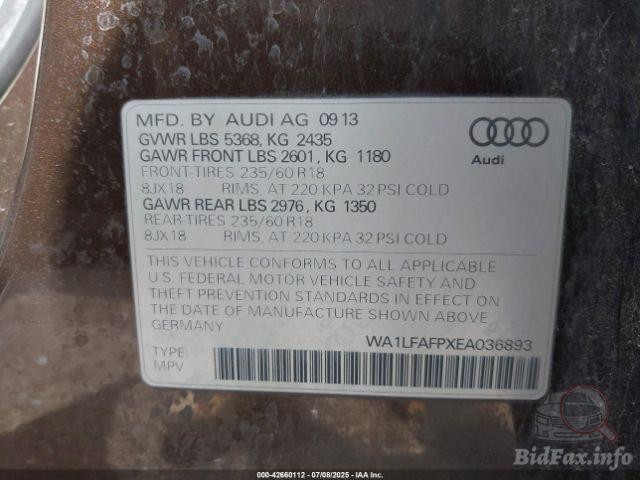 MFD. BY AUDI AG 09 13
GVWR LBS 5368, KG 2435
GAWR FRONT LBS 2601, KG 1180
FRONT-TIRES 235/60 R18
8JX18 RIMS, AT 220 KPA 32 PSI COLD
GAWR REAR LBS 2976, KG 1350
REAR-TIRES 235/60 R18
8JX18 RIMS, AT 220 KPA 32 PSI COLD
Audi
THIS VEHICLE CONFORMS TO ALL APPLICABLE
U.S. FEDERAL MOTOR VEHICLE SAFETY AND
THEFT PREVENTION STANDARDS IN EFFECT ON
THE DATE OF MANUFACTURE SHOWN ABOVE.
WA1LFAFPXEA036893
TYPE:
MPV
000-42660112 - 07/08/2025 - IAA Inc.
BidFax.info